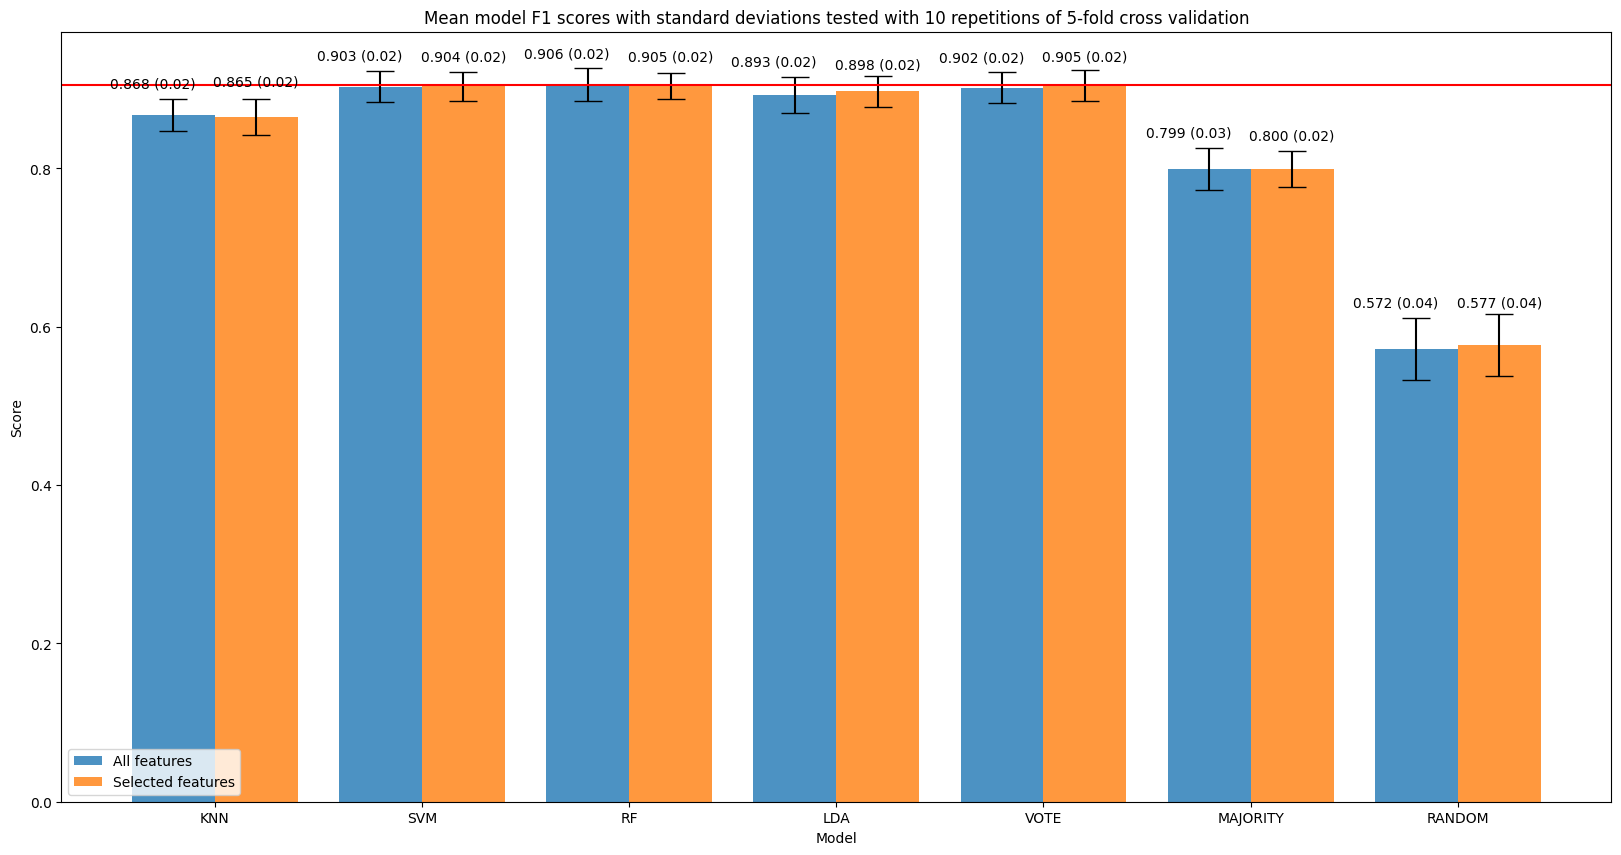 Mean model F1 scores with standard deviations tested with 10 repetitions of 5-fold cross validation
0.868 (0.02)
0.865 (0.02)
0.903 (0.02)
0.904 (0.02)
0.906 (0.02)
0.905 (0.02)
0.893 (0.02)
0.898 (0.02)
0.902 (0.02)
0.905 (0.02)
0.799 (0.03)
0.800 (0.02)
0.572 (0.04)
0.577 (0.04)
Score
0.8
0.6
0.4
0.2
0.0
All features
Selected features
KNN
SVM
RF
LDA
VOTE
MAJORITY
RANDOM
Model